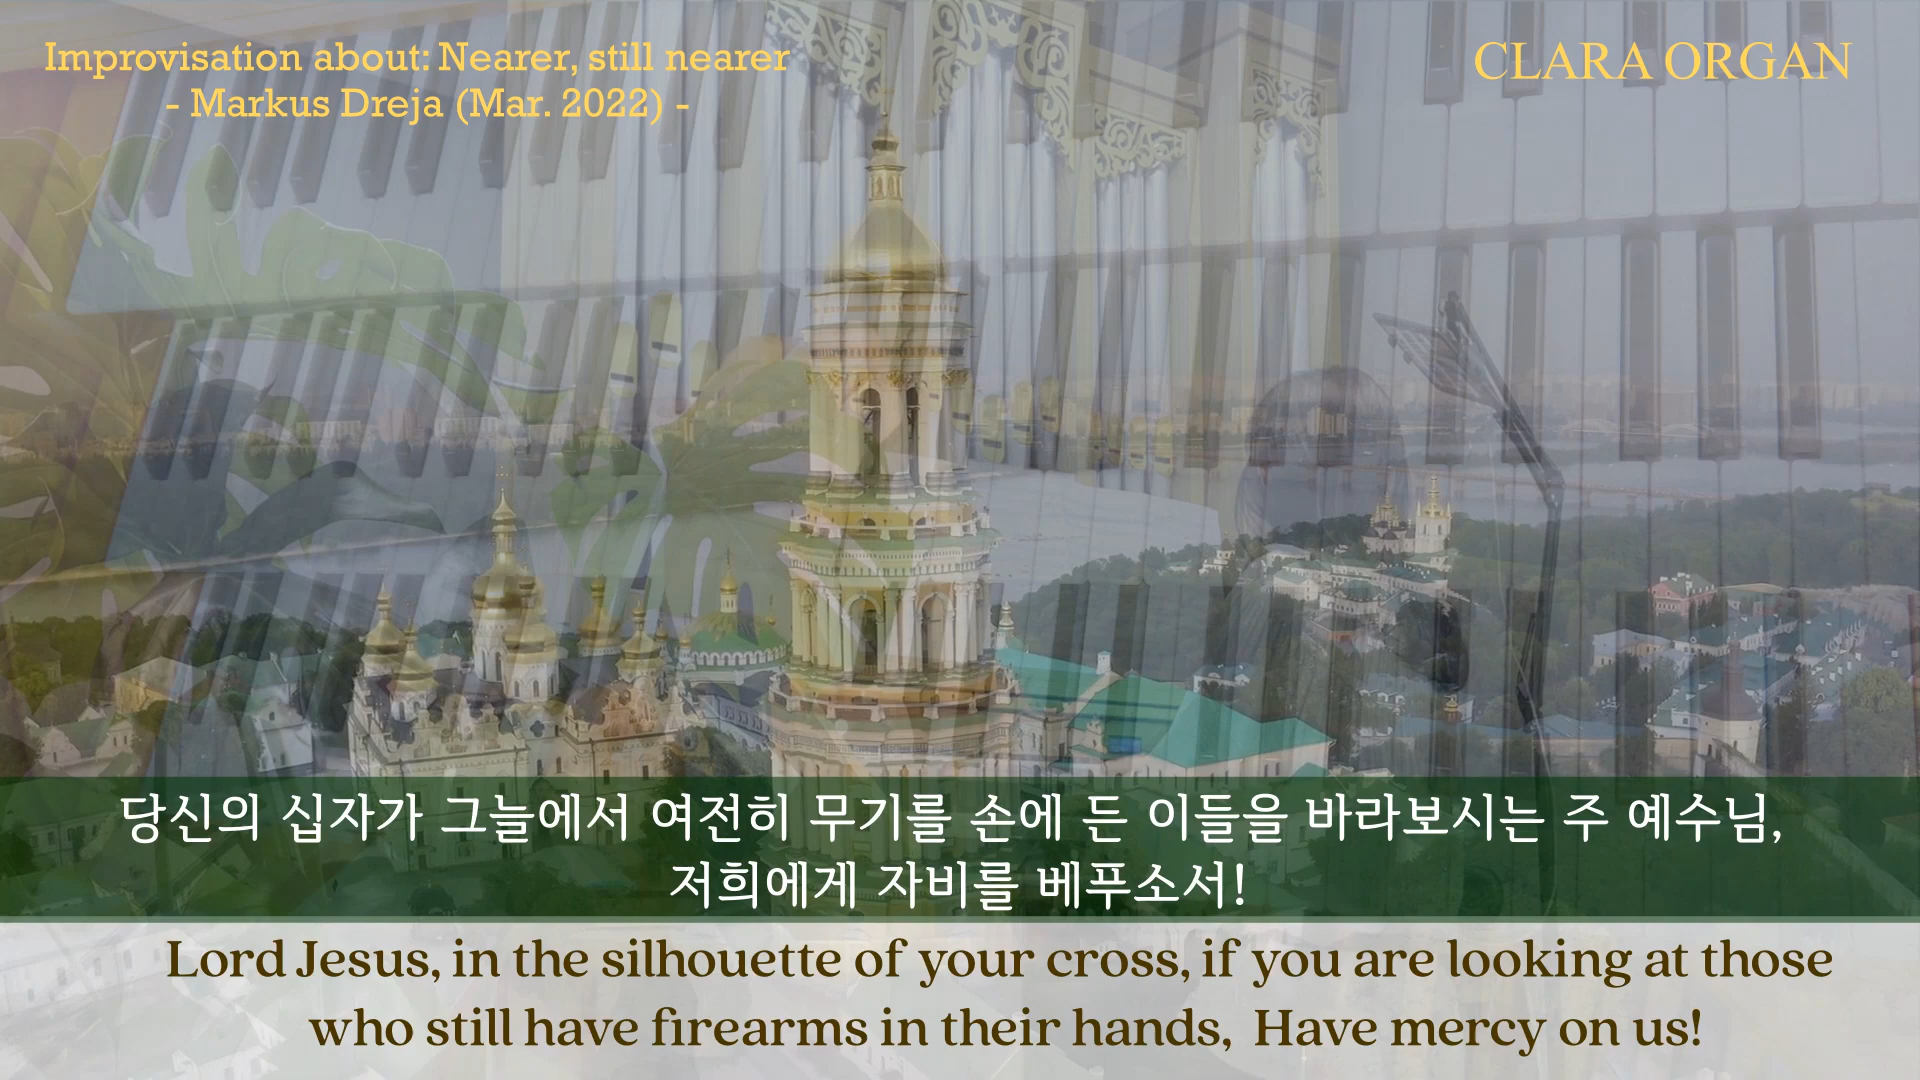 Improvisation about: Nearer, still nearer
- Markus Dreja (Mar. 2022) -
CLARA ORGAN
당신의 십자가 그늘에서 여전히 무기를 손에 든 이들을 바라보시는 주 예수님,
저희에게 자비를 베푸소서!
Lord Jesus, in the silhouette of your cross, if you are looking at those
who still have firearms in their hands, Have mercy on us!